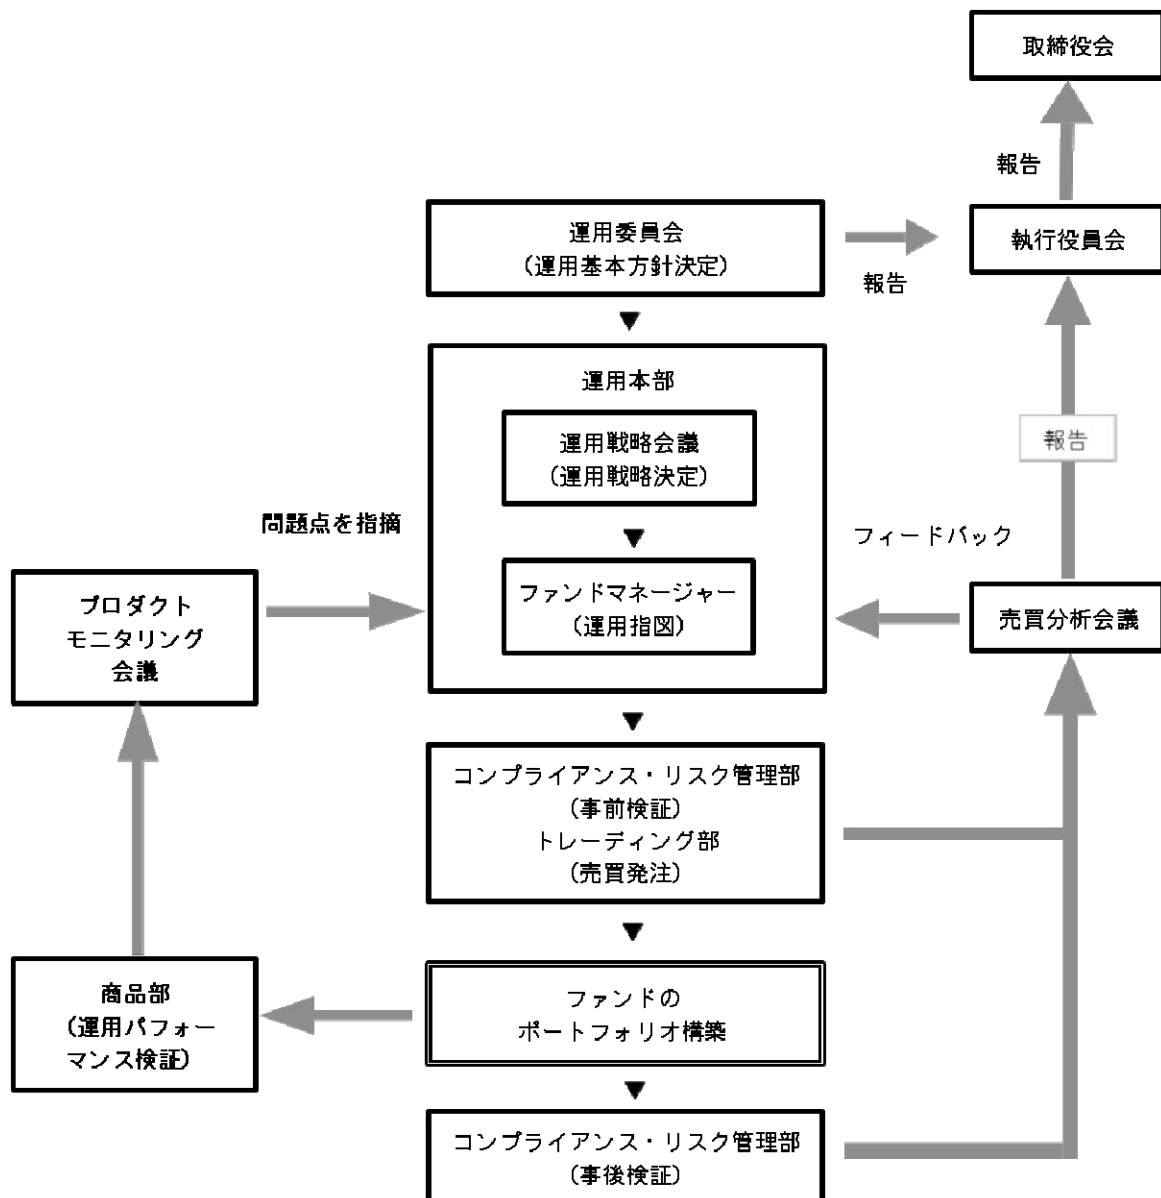 取締役会
報告
運用委員会
(運用基本方針決定)
報告
執行役員会
運用本部
運用戦略会議
(運用戦略決定)
報告
問題点を指摘
フィードバック
プロダクト
モニタリング
会議
ファンドマネージャー
(運用指図)
売買分析会議
コンプライアンス・リスク管理部
(事前検証)
トレーディング部
(売買発注)
商品部
(運用パフォー
マンス検証)
ファンドの
ポートフォリオ構築
コンプライアンス・リスク管理部
(事後検証)